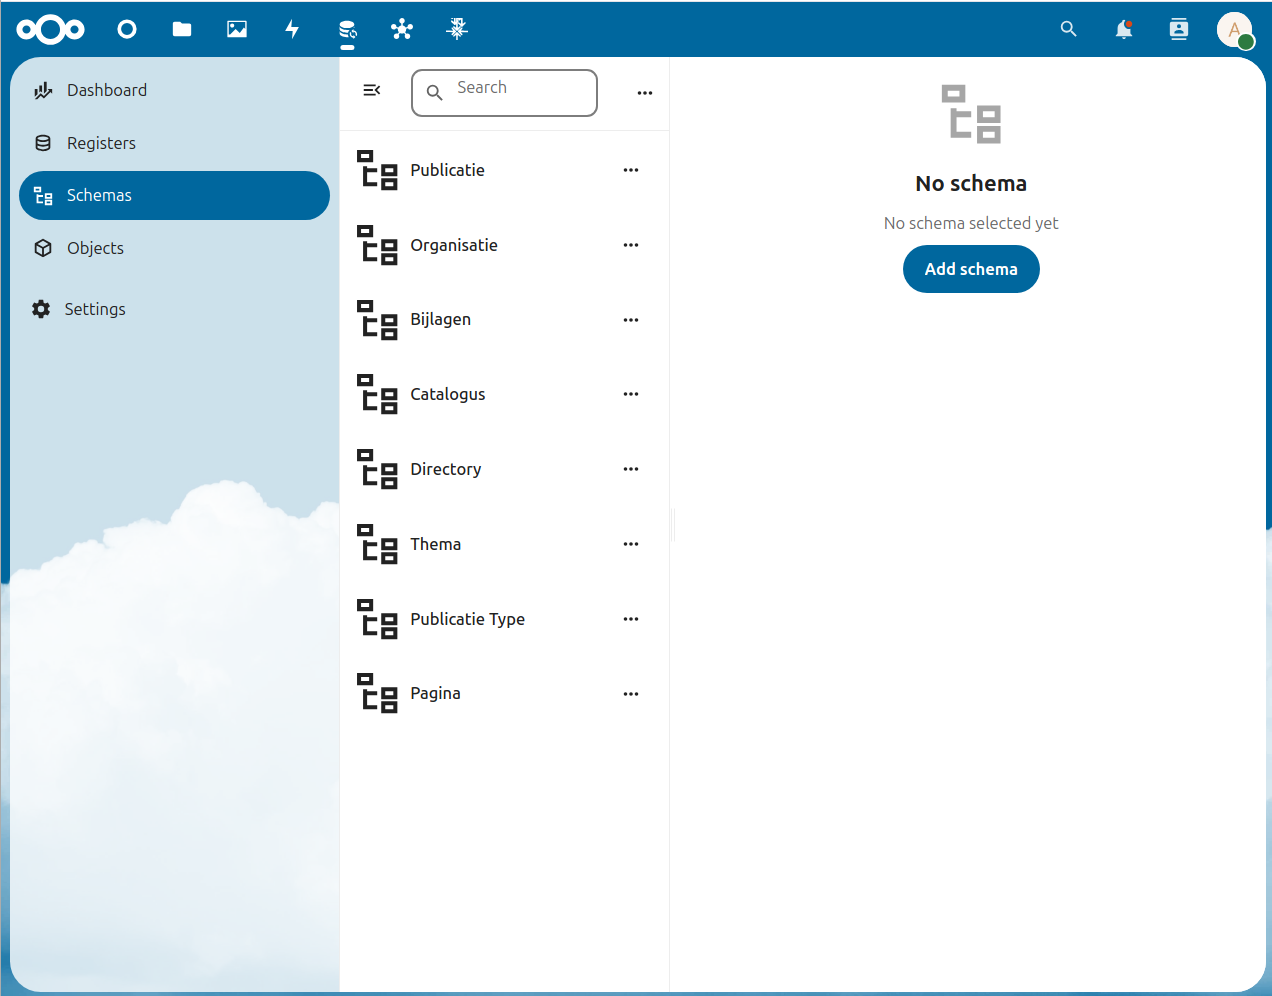 A
Dashboard
Registers
Schemas
Objects
Settings
Search
Publicatie
Organisatie
Bijlagen
Catalogus
Directory
Thema
Publicatie Type
Pagina
No schema
No schema selected yet
Add schema